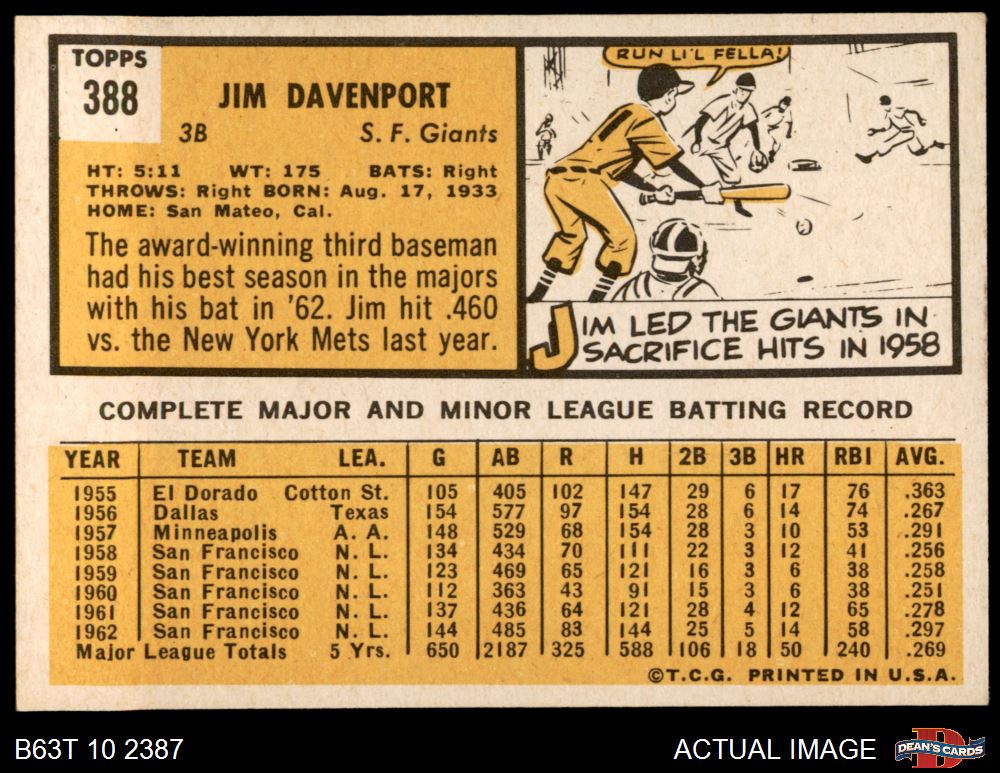 TOPPS
388
JIM DAVENPORT
3B S. F. Giants
HT: 5:11 WT: 175 BATS: Right
THROWS: Right BORN: Aug. 17, 1933
HOME: San Mateo, Cal.
The award-winning third baseman
had his best season in the majors
with his bat in '62. Jim hit .460
vs. the New York Mets last year.
RUN LI'L FELLA!
JIM LED THE GIANTS IN
SACRIFICE HITS IN 1958
COMPLETE MAJOR AND MINOR LEAGUE BATTING RECORD
YEAR TEAM LEA. G AB R H 2B 3B HR RBI AVG.
1955 El Dorado Cotton St. 105 405 102 147 29 6 17 76 .363
1956 Dallas Texas 154 577 97 154 28 6 14 74 .267
1957 Minneapolis A. A. 148 529 68 154 28 3 10 53 .291
1958 San Francisco N. L. 134 434 70 111 22 3 12 41 .256
1959 San Francisco N. L. 123 469 65 121 16 3 6 38 .258
1960 San Francisco N. L. 112 363 43 91 15 3 6 38 .251
1961 San Francisco N. L. 137 436 64 121 28 4 12 65 .278
1962 San Francisco N. L. 144 485 83 144 25 5 14 58 .297
Major League Totals 5 Yrs. 650 2187 325 588 106 18 50 240 .269
©T.C.G. PRINTED IN U.S.A.
B63T 10 2387 ACTUAL IMAGE DEAN'S CARDS